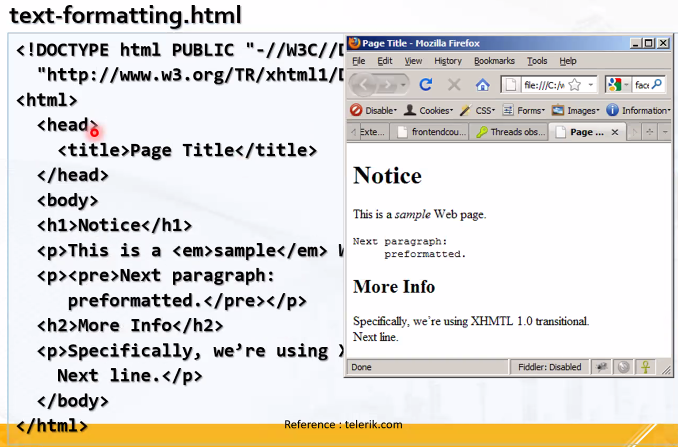 text-formatting.html
<!DOCTYPE html PUBLIC "-//W3C//D
"http://www.w3.org/TR/xhtml1/D
<html>
<head>
<title>Page Title</title>
</head>
<body>
<h1>Notice</h1>
<p>This is a <em>sample</em> W
<p><pre>Next paragraph:
preformatted.</pre></p>
<h2>More Info</h2>
<p>Specifically, we’re using X
Next line.</p>
</body>
</html>
Page Title - Mozilla Firefox
File Edit View History Bookmarks Tools Help
file:///C:/w
Disable Cookies CSS Forms Images Information
Exte... frontendcou... Threads obs... Page ...
Notice
This is a sample Web page.
Next paragraph:
preformatted.
More Info
Specifically, we’re using XHMTL 1.0 transitional.
Next line.
Done Fiddler: Disabled
Reference : telerik.com